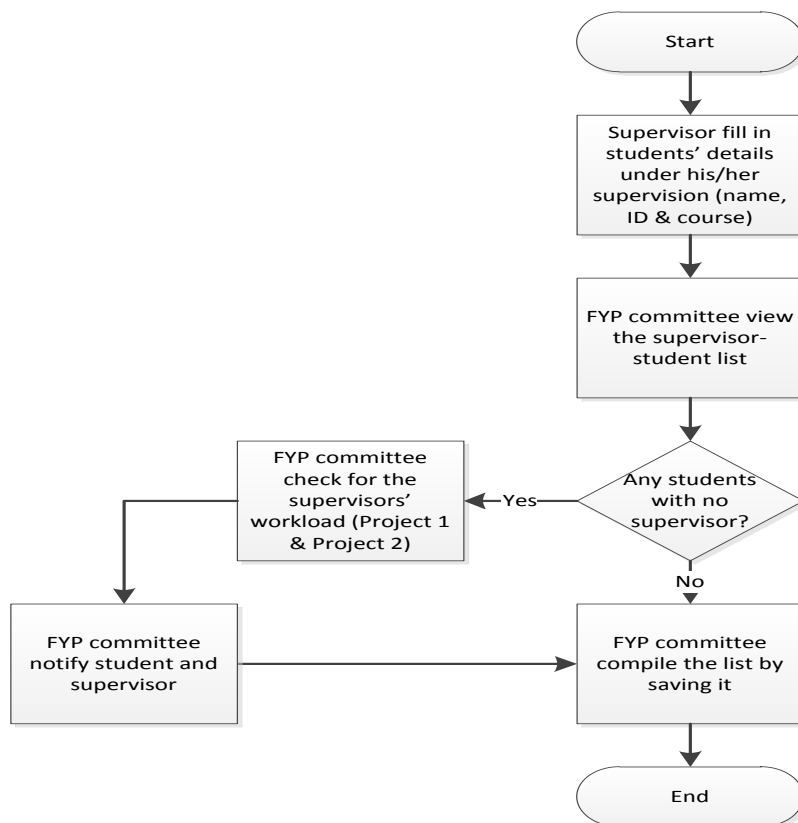 Start
Supervisor fill in
students’ details
under his/her
supervision (name,
ID & course)
FYP committee view
the supervisor-
student list
Any students
with no
supervisor?
Yes
FYP committee
check for the
supervisors’
workload (Project 1
& Project 2)
No
FYP committee
notify student and
supervisor
FYP committee
compile the list by
saving it
End